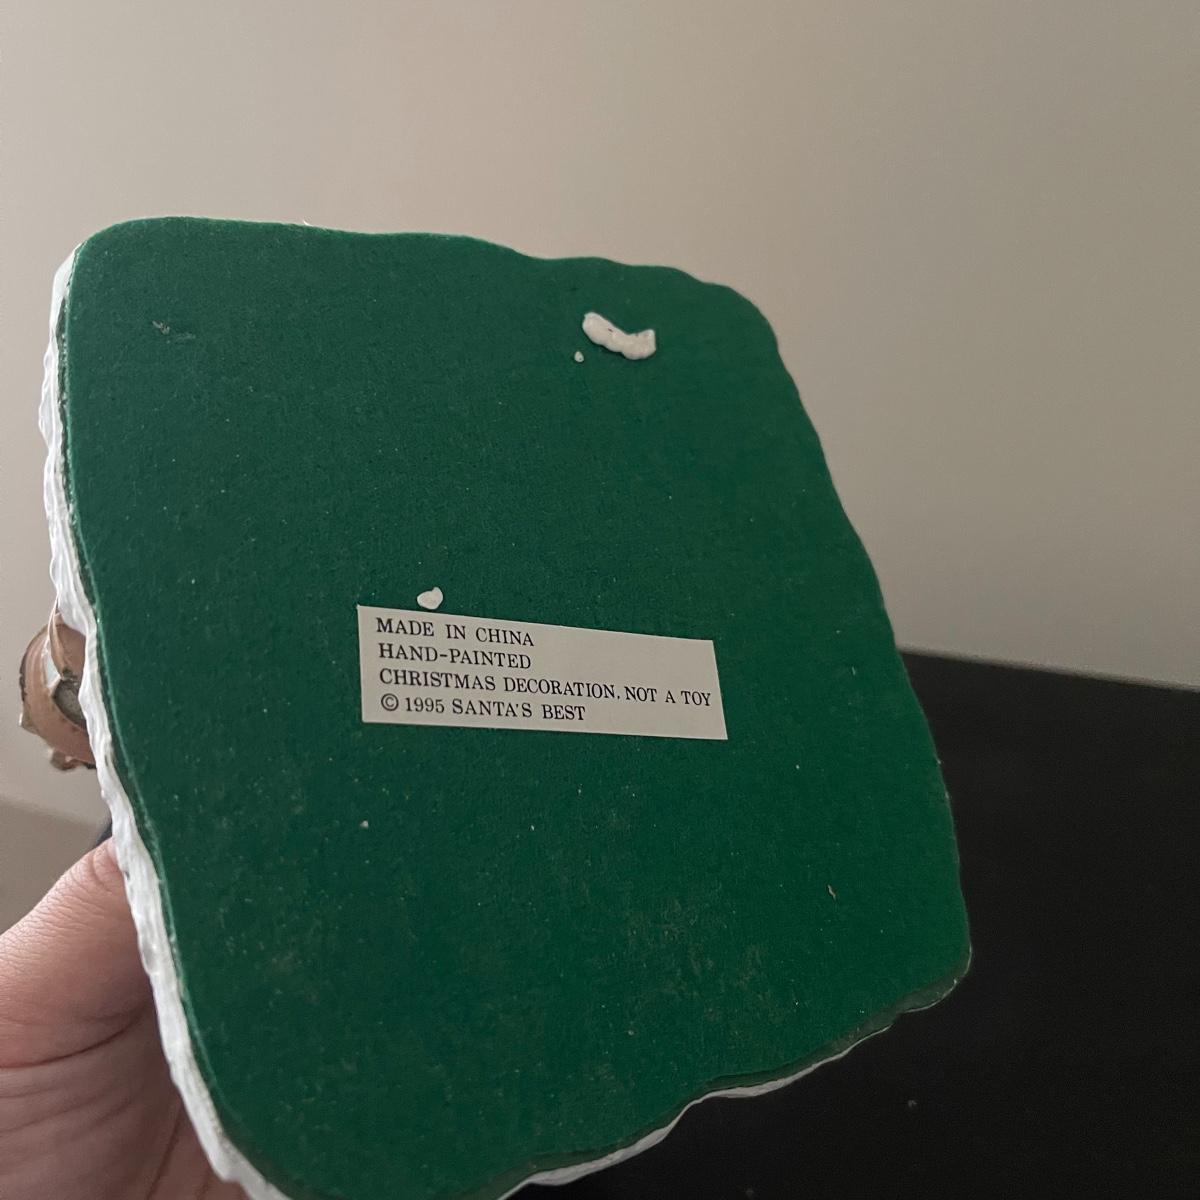 MADE IN CHINA
HAND-PAINTED
CHRISTMAS DECORATION, NOT A TOY
© 1995 SANTA'S BEST